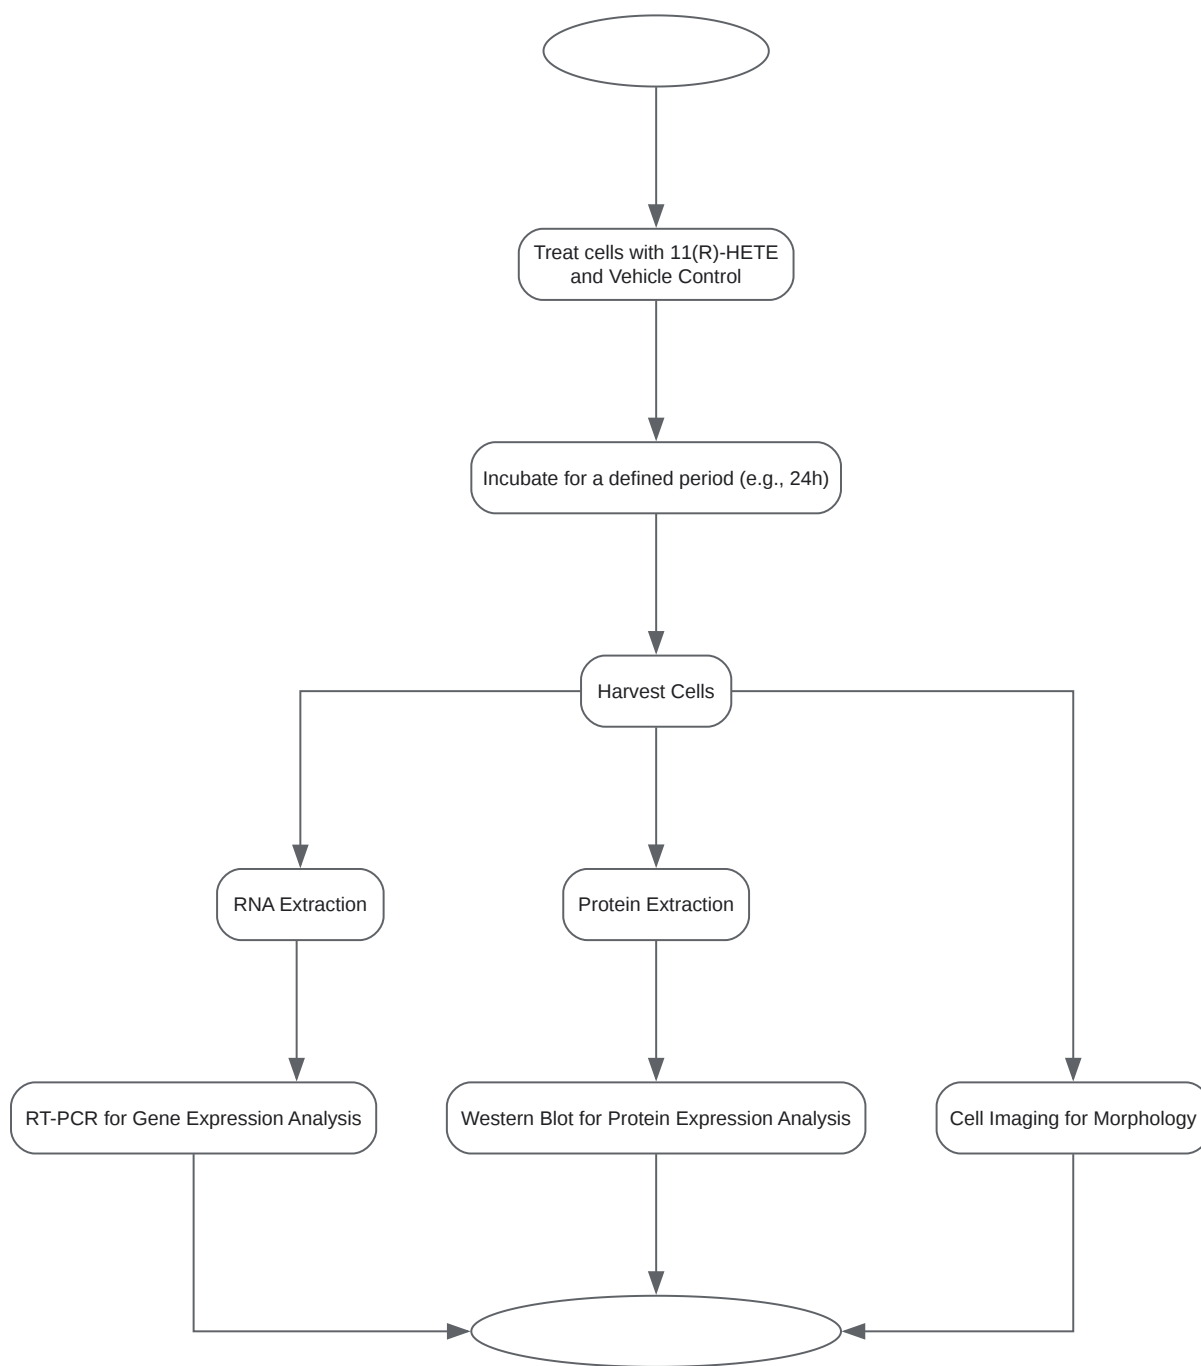 Treat cells with 11(R)-HETE
and Vehicle Control
Incubate for a defined period (e.g., 24h)
Harvest Cells
RNA Extraction
Protein Extraction
RT-PCR for Gene Expression Analysis
Western Blot for Protein Expression Analysis
Cell Imaging for Morphology